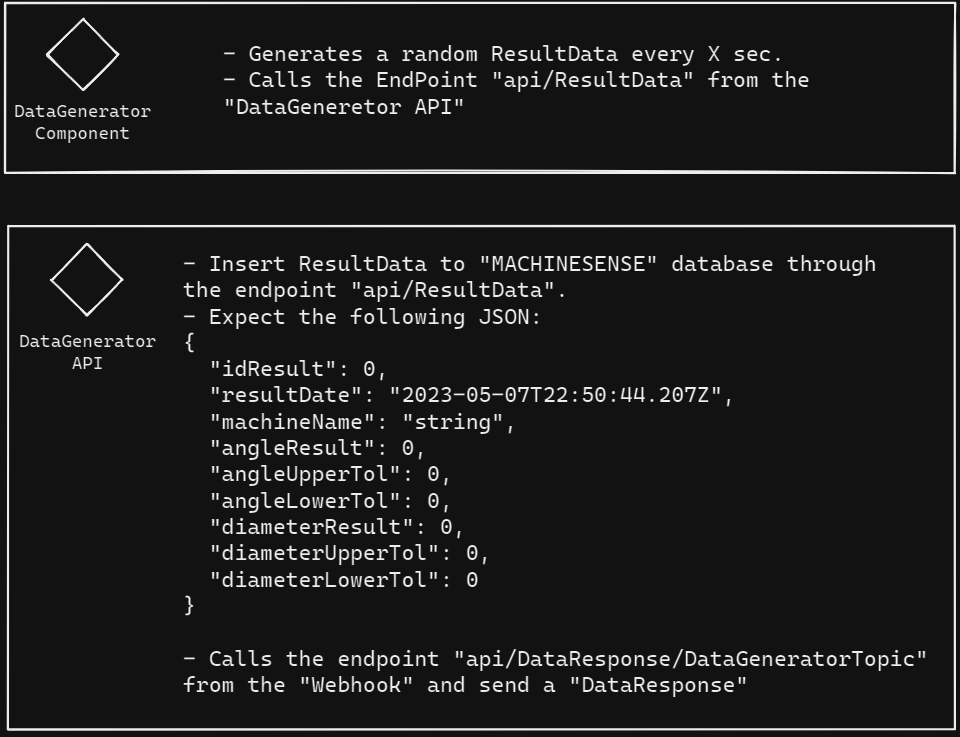 DataGenerator
Component
- Generates a random ResultData every X sec.
- Calls the EndPoint "api/ResultData" from the
"DataGeneretor API"
DataGenerator
API
- Insert ResultData to "MACHINESENSE" database through
the endpoint "api/ResultData".
- Expect the following JSON:
{
  "idResult": 0,
  "resultDate": "2023-05-07T22:50:44.207Z",
  "machineName": "string",
  "angleResult": 0,
  "angleUpperTol": 0,
  "angleLowerTol": 0,
  "diameterResult": 0,
  "diameterUpperTol": 0,
  "diameterLowerTol": 0
}
- Calls the endpoint "api/DataResponse/DataGeneratorTopic"
from the "Webhook" and send a "DataResponse"